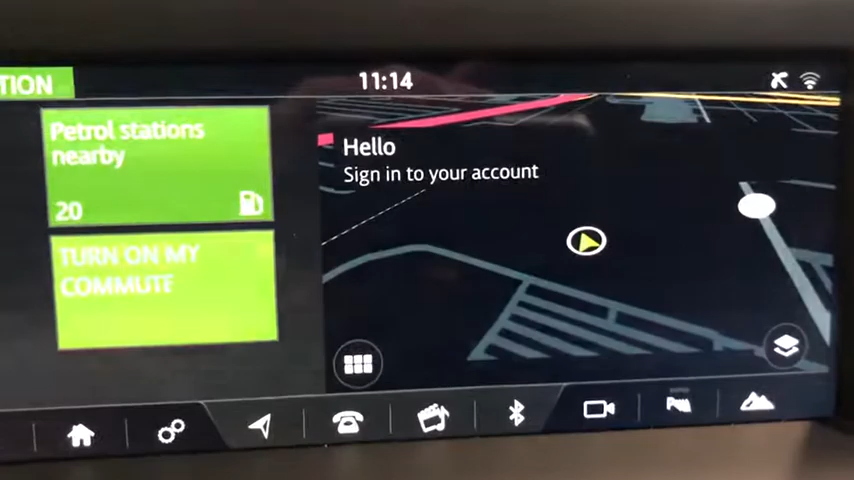 TION
11:14
Petrol stations
nearby
20
Hello
Sign in to your account
TURN ON MY
COMMUTE